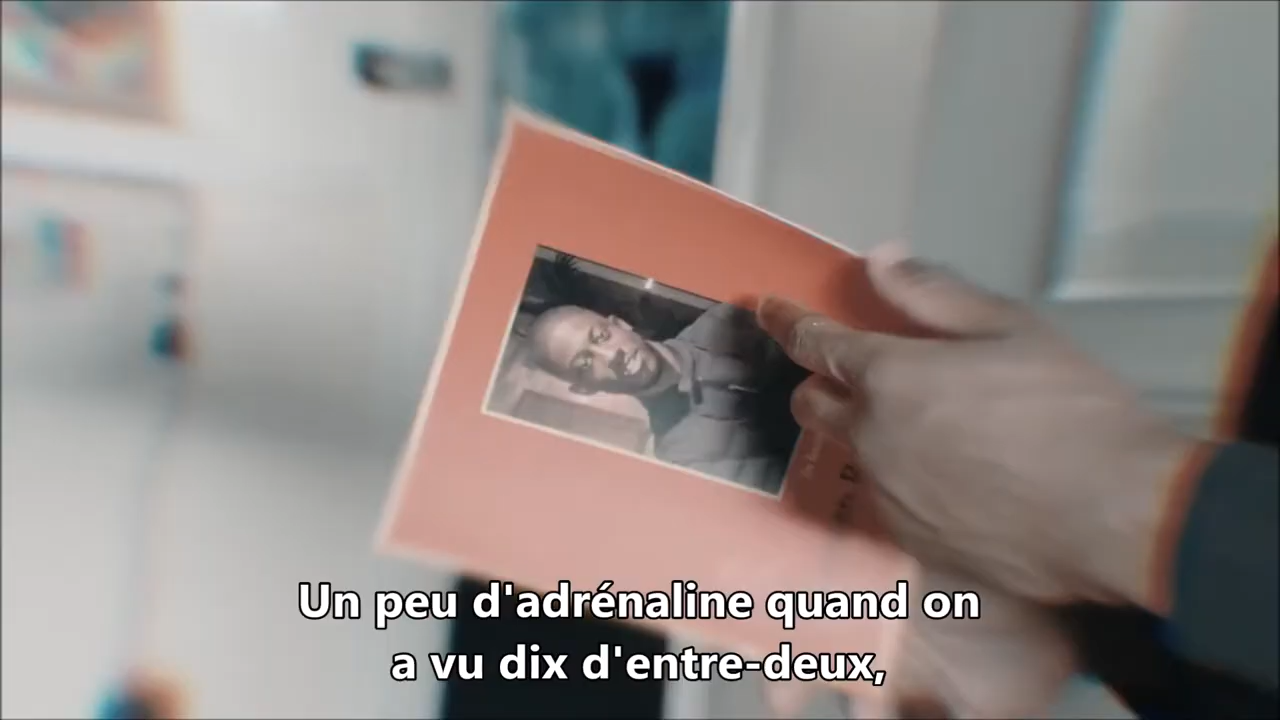 Un peu d'adrénaline quand on
a vu dix d'entre-deux,